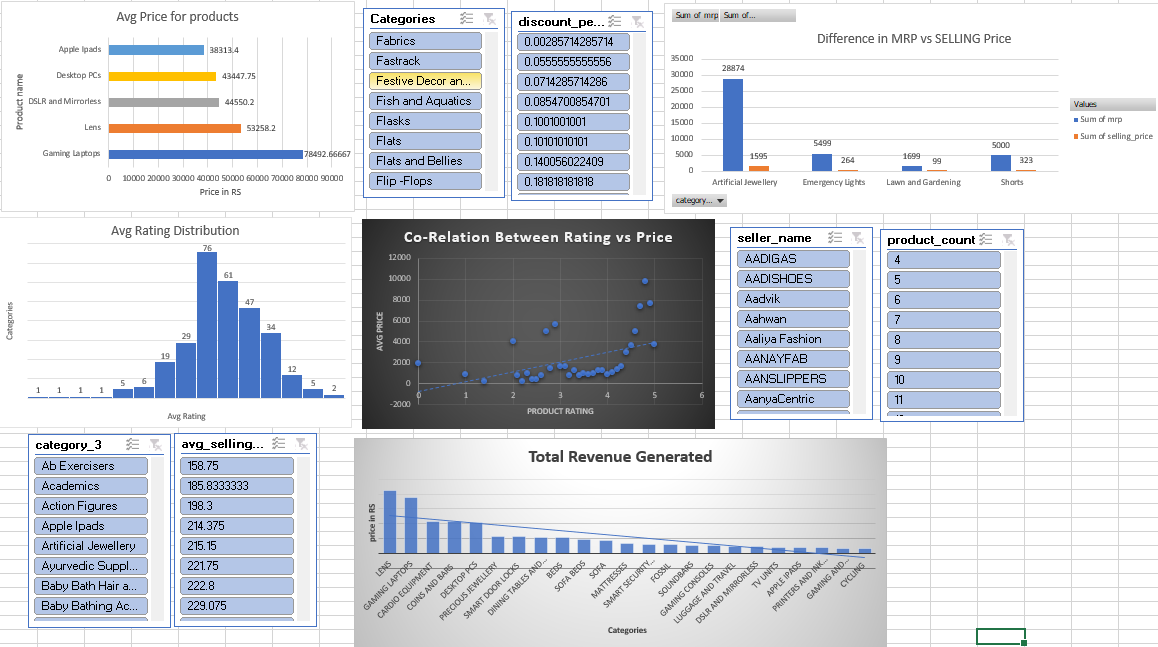 Avg Price for products
Product name
Apple Ipads 38313.4
Desktop PCs 43447.75
DSLR and Mirrorless 44550.2
Lens 53258.2
Gaming Laptops 78492.66667
0 10000 20000 30000 40000 50000 60000 70000 80000 90000
Price in RS
Categories
Fabrics
Fastrack
Festive Decor an...
Fish and Aquatics
Flasks
Flats
Flats and Bellies
Flip -Flops
discount_pe...
0.00285714285714
0.0555555555556
0.0714285714286
0.0854700854701
0.1001001001
0.10101010101
0.140056022409
0.181818181818
Sum of mrp Sum of...
Difference in MRP vs SELLING Price
35000
30000
25000
20000
15000
10000
5000
0
28874 1595
5499 264
1699 99
5000 323
Artificial Jewellery Emergency Lights Lawn and Gardening Shorts
Values
Sum of mrp
Sum of selling_price
category...
Avg Rating Distribution
Categories
1 1 1 1 5 6 19 29 76 61 47 34 12 5 2
Avg Rating
Co-Relation Between Rating vs Price
AVG PRICE
12000
10000
8000
6000
4000
2000
0
-2000
0 1 2 3 4 5 6
PRODUCT RATING
seller_name
AADIGAS
AADISHOES
Aadvik
Aahwan
Aaliya Fashion
AANAYFAB
AANSLIPPERS
AanyaCentric
product_count
4
5
6
7
8
9
10
11
category_3
Ab Exercisers
Academics
Action Figures
Apple Ipads
Artificial Jewellery
Ayurvedic Suppl...
Baby Bath Hair a...
Baby Bathing Ac...
avg_selling...
158.75
185.8333333
198.3
214.375
215.15
221.75
222.8
229.075
Total Revenue Generated
price in RS
LENS
GAMING LAPTOPS
CARDIO EQUIPMENT
COINS AND BARS
DESKTOP PCS
PRECIOUS JEWELLERY
SMART DOOR LOCKS
DINING TABLES AND...
BEDS
SOFA BEDS
SOFA
MATTRESSES
SMART SECURITY...
FOSSIL
SOUNDBARS
GAMING CONSOLES
LUGGAGE AND TRAVEL
DSLR AND MIRRORLESS
TV UNITS
APPLE IPADS
PRINTERS AND INK...
GAMING AND...
CYCLING
Categories